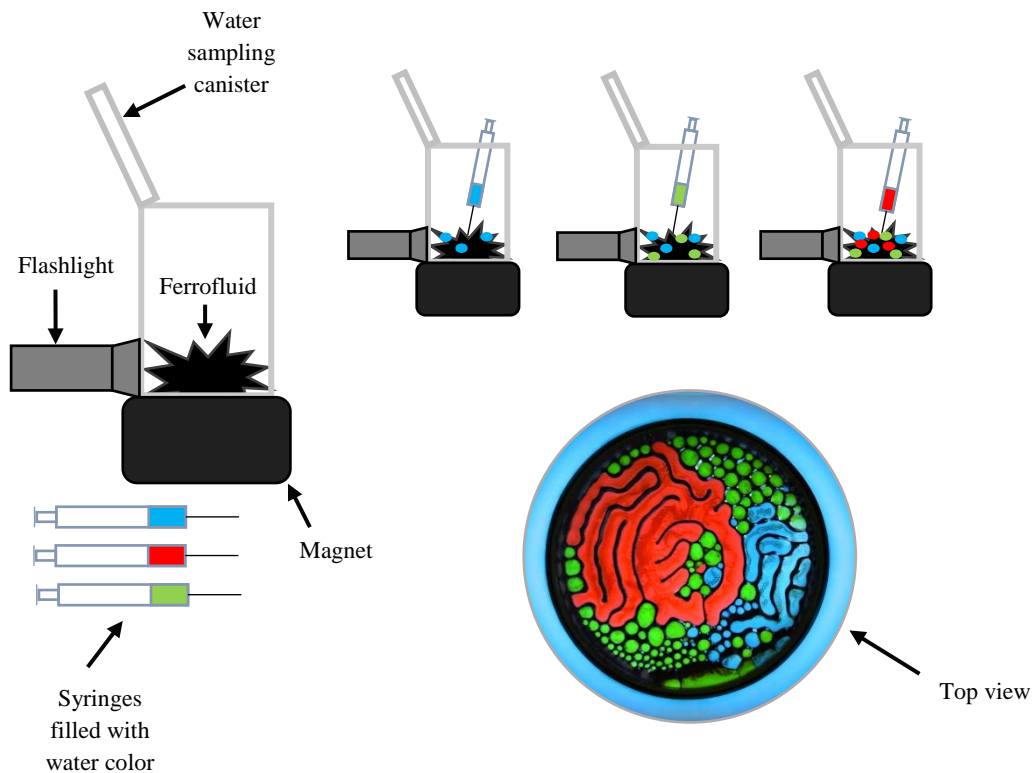 Water
sampling
canister
Flashlight
Ferrofluid
Magnet
Syringes
filled with
water color
Top view